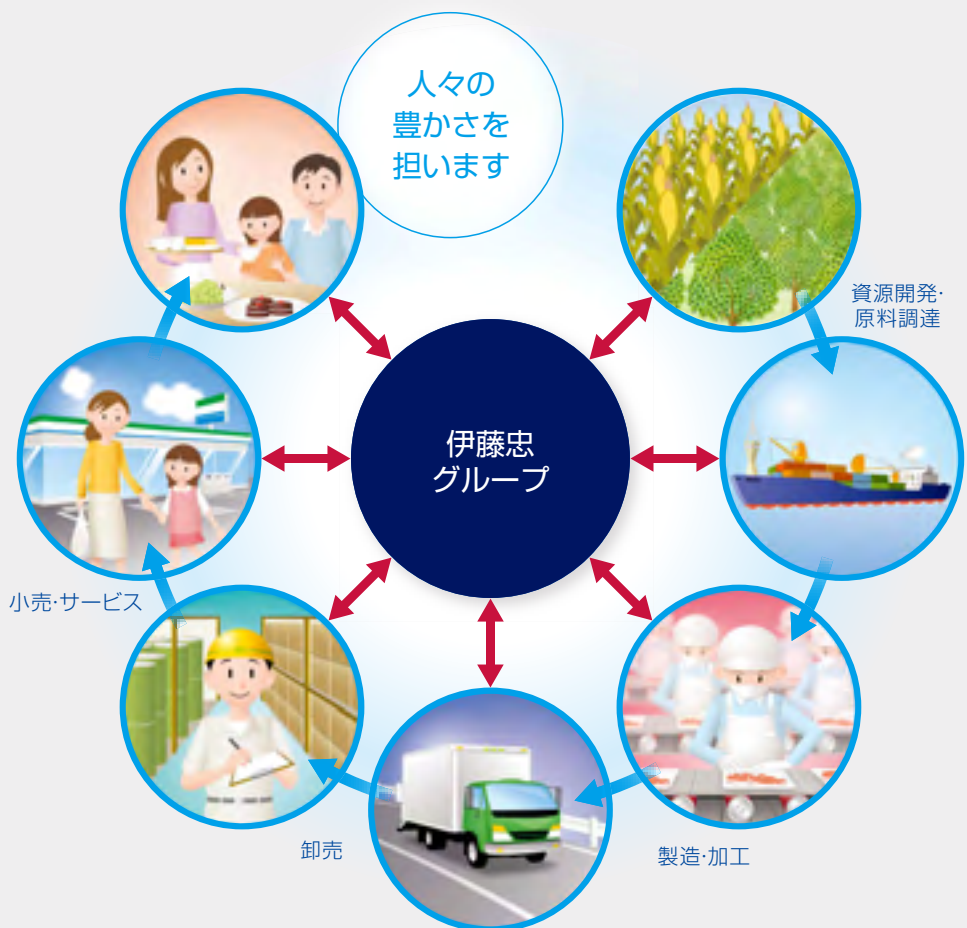 人々の
豊かさを
担います
資源開発・
原料調達
伊藤忠
グループ
小売・サービス
卸売
製造・加工